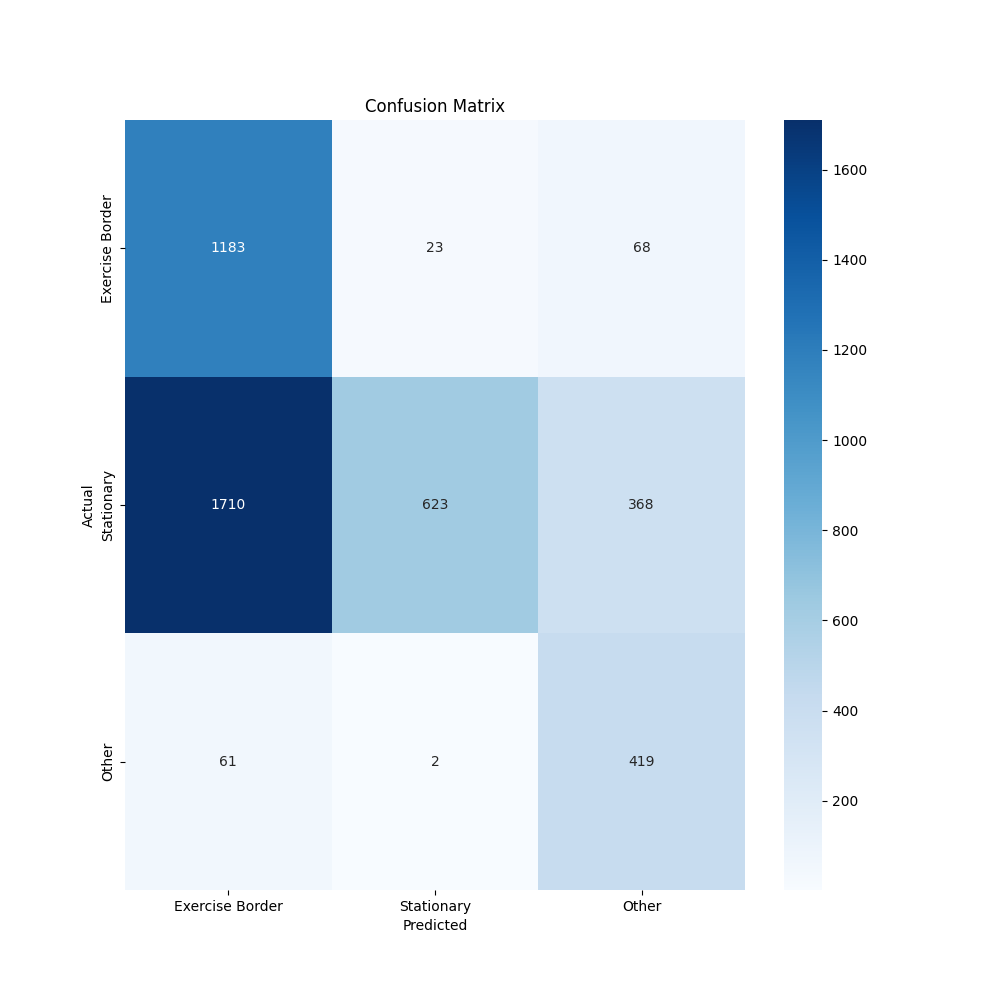 Confusion Matrix
Exercise Border
1183 23 68
Actual
Stationary
1710 623 368
Other
61 2 419
Exercise Border Stationary Other
Predicted
1600
1400
1200
1000
800
600
400
200